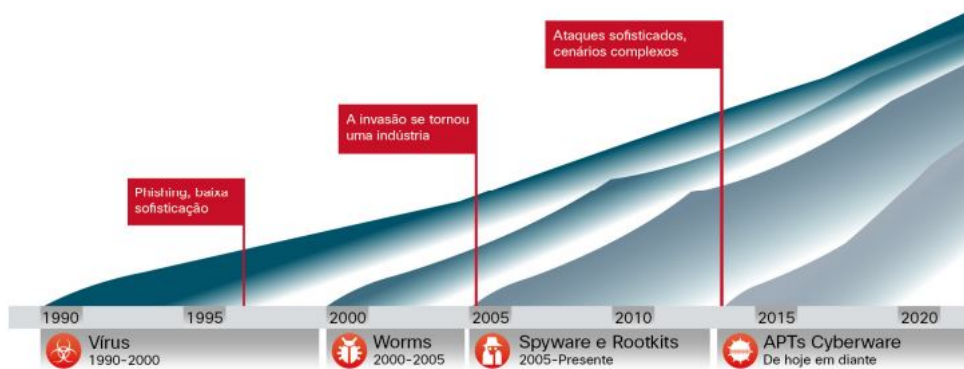 Ataques sofisticados,
cenários complexos
A invasão se tornou
uma indústria
Phishing, baixa
sofisticação
1990
1995
2000
2005
2010
2015
2020
Vírus
1990-2000
Worms
2000-2005
Spyware e Rootkits
2005-Presente
APTs Cyberware
De hoje em diante